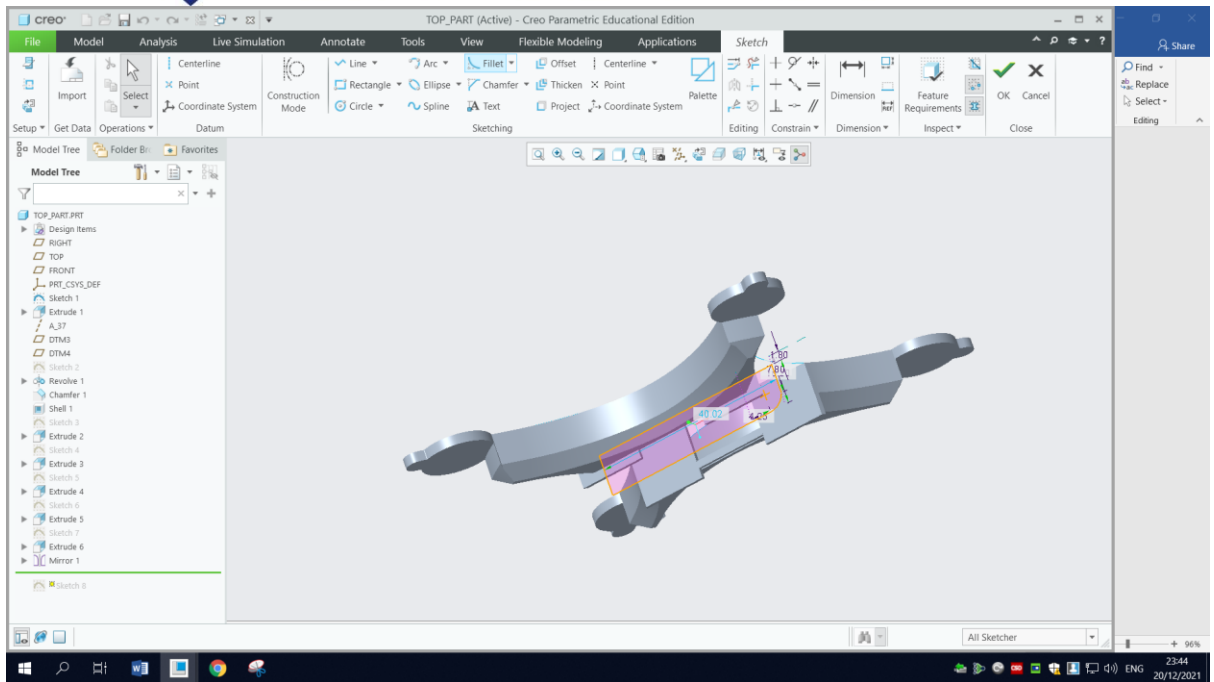 creo·
TOP_PART (Active) - Creo Parametric Educational Edition
File Model Analysis Live Simulation Annotate Tools View Flexible Modeling Applications Sketch
Share
Import
Select
Centerline
Point
Coordinate System
Construction
Mode
Line Arc Fillet Offset Centerline
Rectangle Ellipse Chamfer Thicken Point
Circle Spline Text Project Coordinate System
Palette
Dimension
REF
Feature
Requirements
OK Cancel
Find
Replace
Select
Editing
Setup Get Data Operations Datum Sketching Editing Constrain Dimension Inspect Close
Model Tree Folder Br Favorites
Model Tree
TOP_PART.PRT
Design Items
RIGHT
TOP
FRONT
PRT_CSYS_DEF
Sketch 1
Extrude 1
A_37
DTM3
DTM4
Sketch 2
Revolve 1
Chamfer 1
Shell 1
Sketch 3
Extrude 2
Sketch 4
Extrude 3
Sketch 5
Extrude 4
Sketch 6
Extrude 5
Sketch 7
Extrude 6
Mirror 1
Sketch 8
1.80
7.80
40.02
All Sketcher
96%
ENG
23:44
20/12/2021